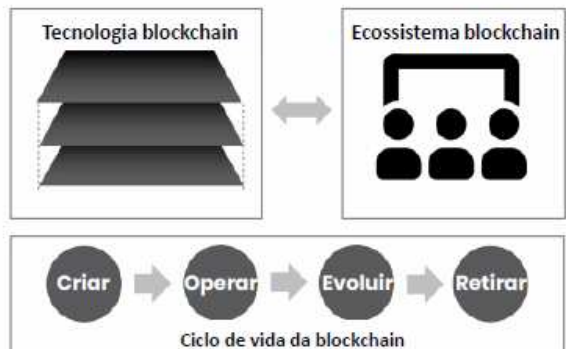 Tecnologia blockchain
Ecossistema blockchain
Criar
Operar
Evoluir
Retirar
Ciclo de vida da blockchain